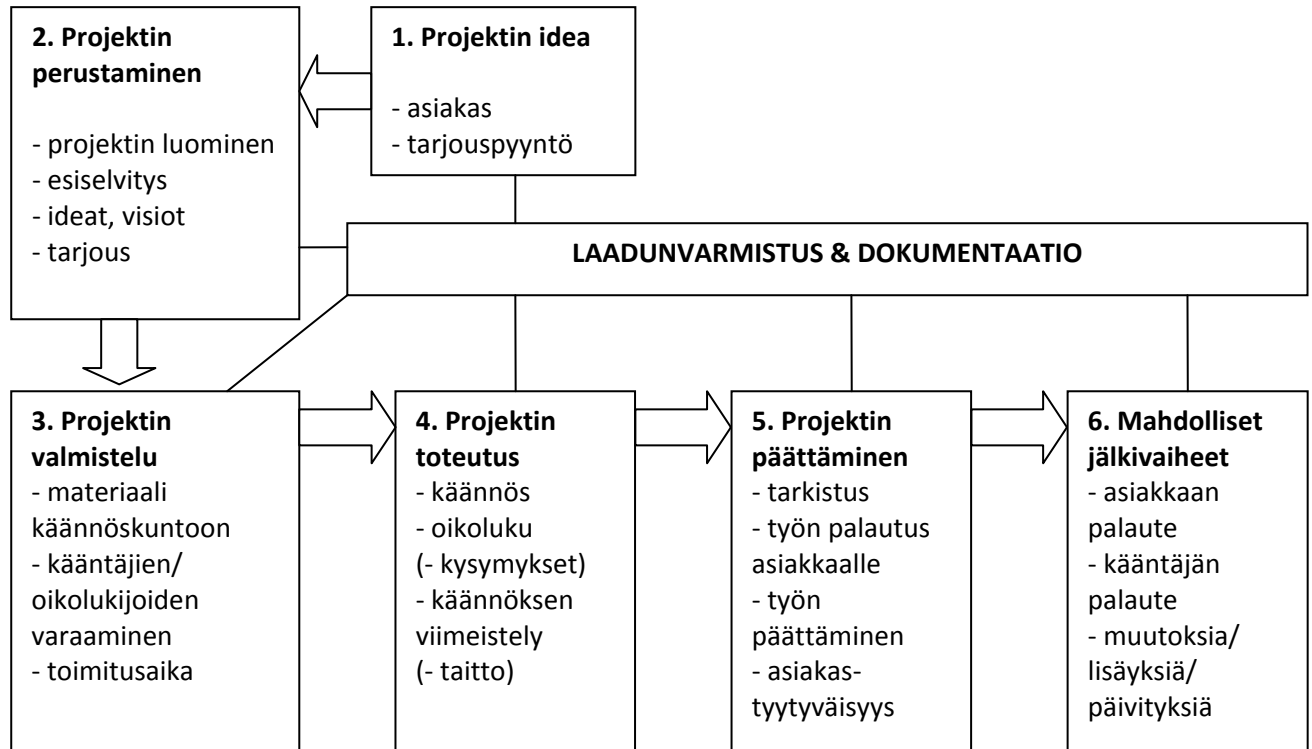 1. Projektin idea
- asiakas
- tarjouspyyntö
2. Projektin
perustaminen
- projektin luominen
- esiselvitys
- ideat, visiot
- tarjous
LAADUNVARMISTUS & DOKUMENTAATIO
3. Projektin
valmistelu
- materiaali
käännöskuntoon
- kääntäjien/
oikolukijoiden
varaaminen
- toimitusaika
4. Projektin
toteutus
- käännös
- oikoluku
(- kysymykset)
- käännöksen
viimeistely
(- taitto)
5. Projektin
päättäminen
- tarkistus
- työn palautus
asiakkaalle
- työn
päättäminen
- asiakas-
tyytyväisyys
6. Mahdolliset
jälkivaiheet
- asiakkaan
palaute
- kääntäjän
palaute
- muutoksia/
lisäyksiä/
päivityksiä